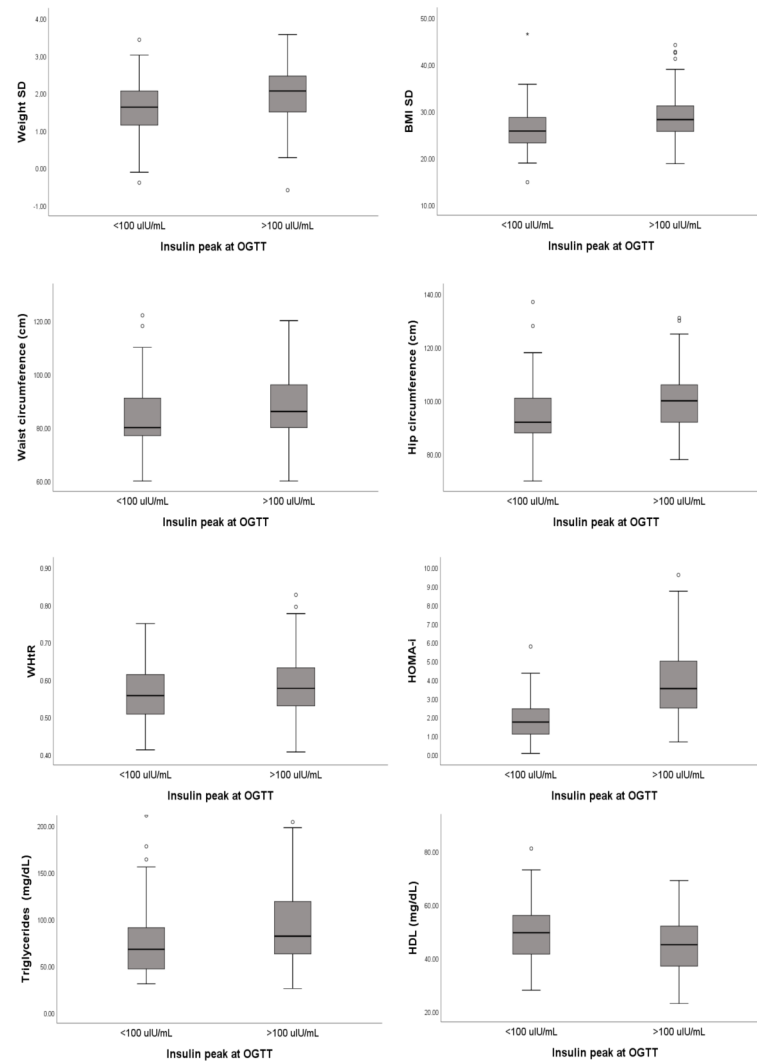 4.00
3.00
2.00
1.00
0.00
-1.00
Weight SD
<100 uIU/mL >100 uIU/mL
Insulin peak at OGTT
50.00
40.00
30.00
20.00
10.00
BMI SD
<100 uIU/mL >100 uIU/mL
Insulin peak at OGTT
120.00
100.00
80.00
60.00
Waist circumference (cm)
<100 uIU/mL >100 uIU/mL
Insulin peak at OGTT
140.00
120.00
100.00
80.00
Hip circumference (cm)
<100 uIU/mL >100 uIU/mL
Insulin peak at OGTT
0.90
0.80
0.70
0.60
0.50
0.40
WHtR
<100 uIU/mL >100 uIU/mL
Insulin peak at OGTT
10.00
9.00
8.00
7.00
6.00
5.00
4.00
3.00
2.00
1.00
0.00
HOMA-i
<100 uIU/mL >100 uIU/mL
Insulin peak at OGTT
200.00
150.00
100.00
50.00
0.00
Triglycerides (mg/dL)
<100 uIU/mL >100 uIU/mL
Insulin peak at OGTT
80.00
60.00
40.00
20.00
HDL (mg/dL)
<100 uIU/mL >100 uIU/mL
Insulin peak at OGTT